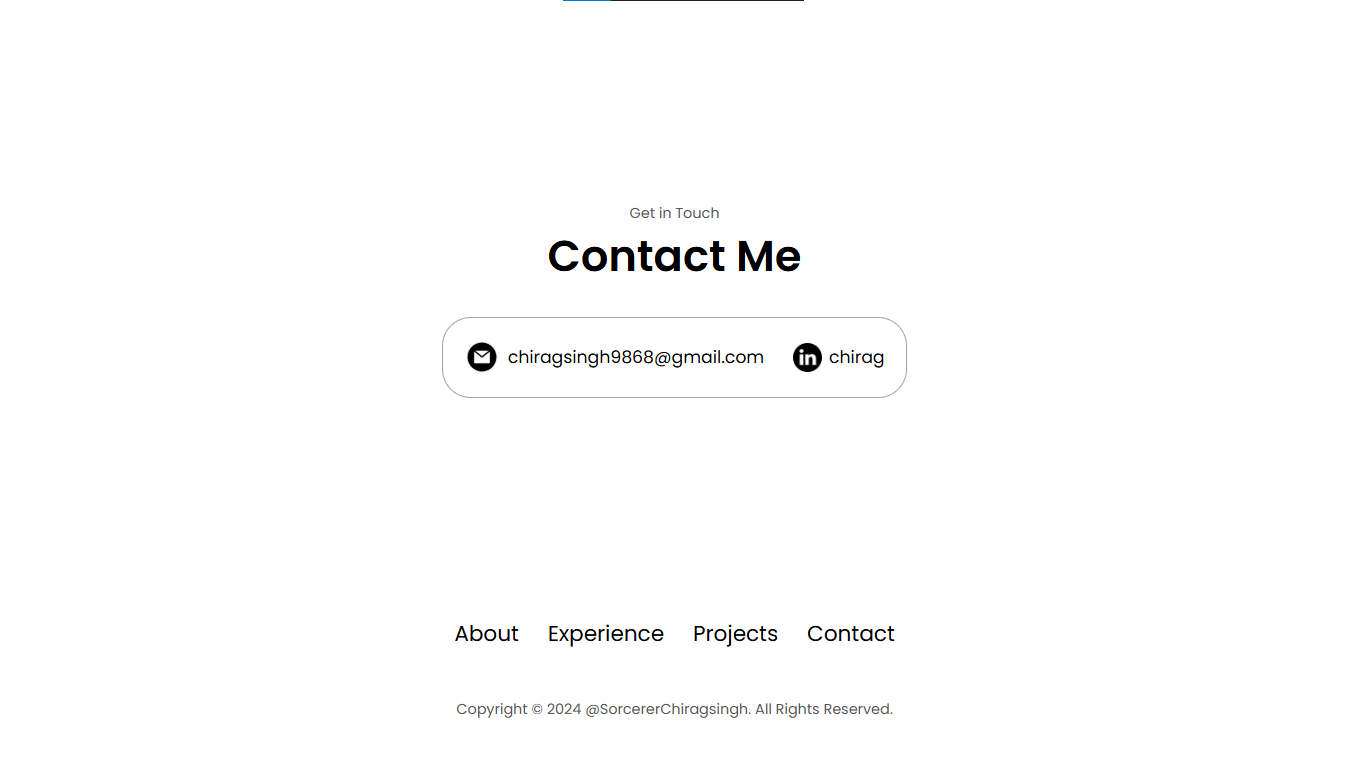 Get in Touch
Contact Me
chiragsingh9868@gmail.com in chirag
About Experience Projects Contact
Copyright © 2024 @SorcererChiragsingh. All Rights Reserved.